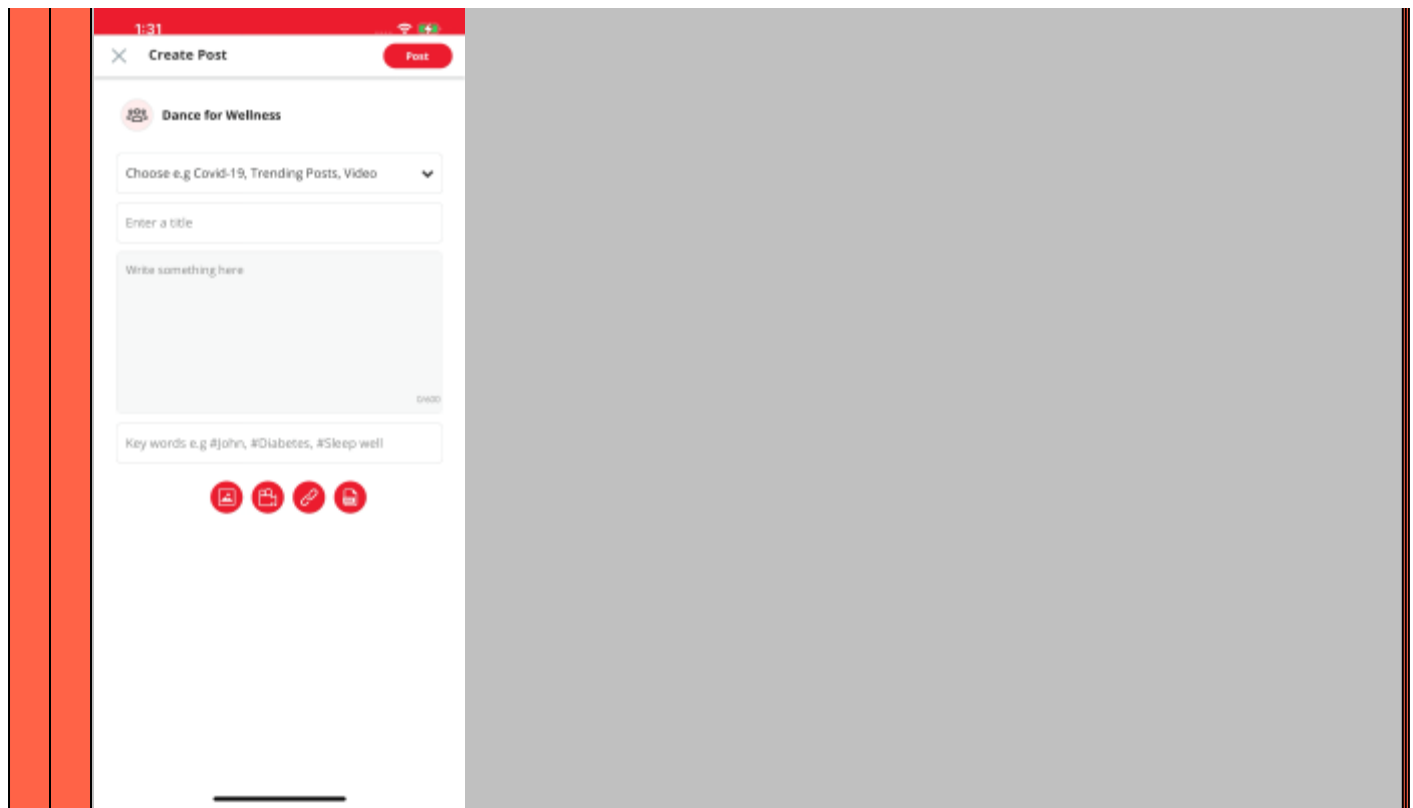 1:31
Create Post
Post
Dance for Wellness
Choose e.g Covid-19, Trending Posts, Video
Enter a title
Write something here
Key words e.g #John, #Diabetes, #Sleep well